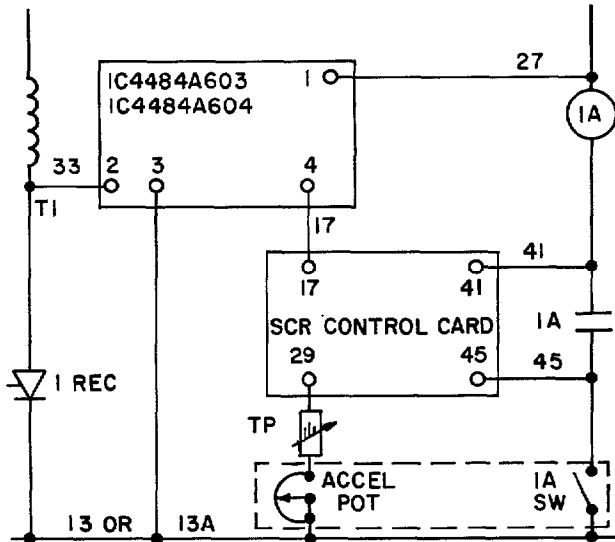 IC4484A603
IC4484A604
1
27
1A
33
2
3
4
T1
17
41
17
41
SCR CONTROL CARD
1A
29
45
45
1 REC
TP
ACCEL
POT
1A
SW
13 OR
13A